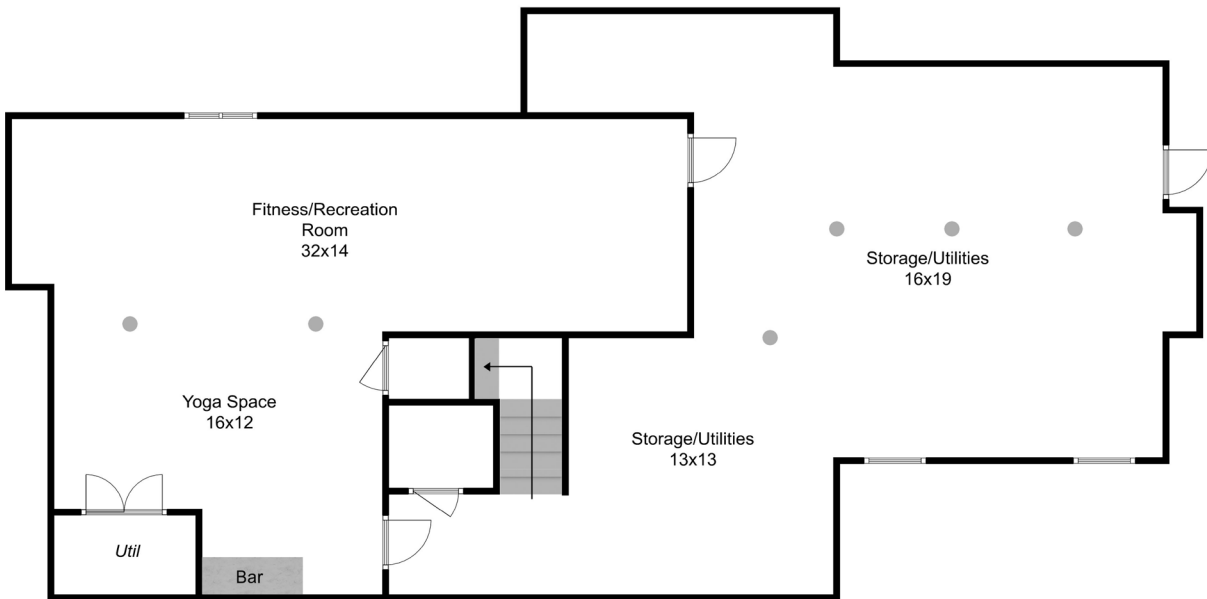 Fitness/Recreation
Room
32x14
Storage/Utilities
16x19
Yoga Space
16x12
Storage/Utilities
13x13
Util
Bar